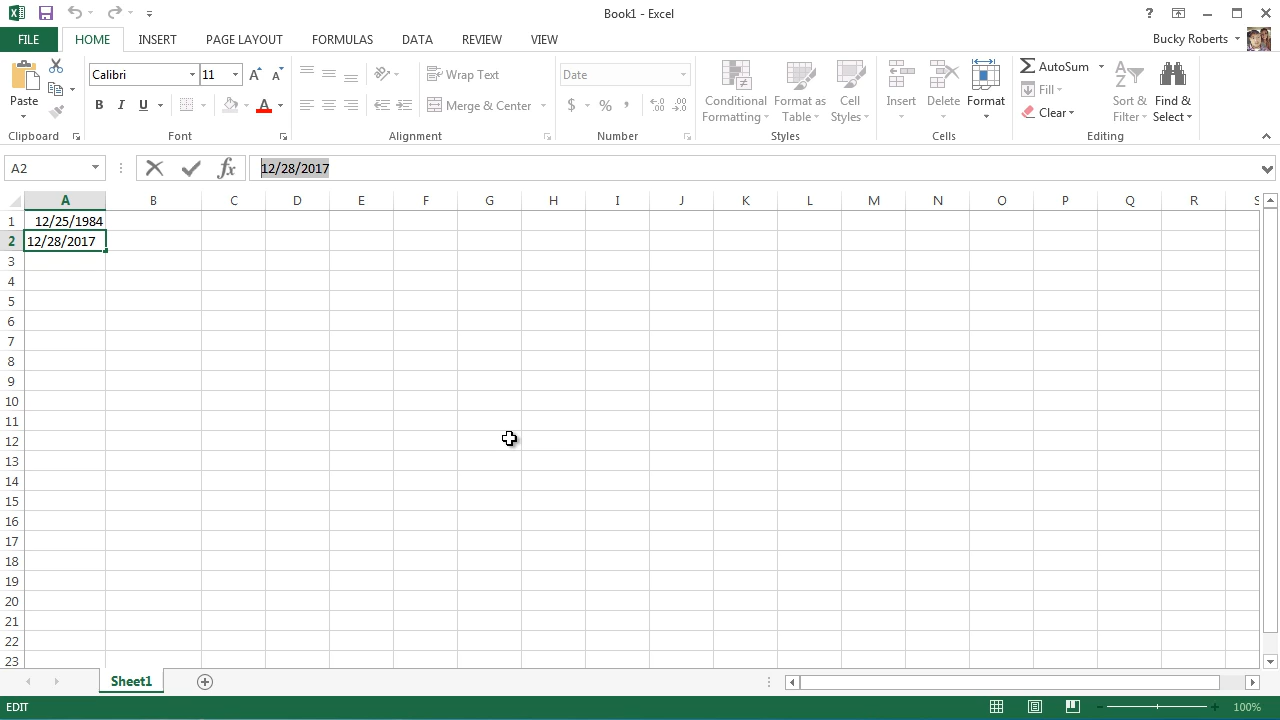 Book1 - Excel
?
FILE HOME INSERT PAGE LAYOUT FORMULAS DATA REVIEW VIEW Bucky Roberts
Calibri 11 A A Wrap Text Date AutoSum
Fill
B I U A Merge & Center $ % , Clear
Paste Conditional Formatting Format as Table Cell Styles Insert Delete Format Sort & Filter Find & Select
Clipboard Font Alignment Number Styles Cells Editing
A2 fx 12/28/2017
A B C D E F G H I J K L M N O P Q R S
1 12/25/1984
2 12/28/2017
3
4
5
6
7
8
9
10
11
12
13
14
15
16
17
18
19
20
21
22
23
Sheet1
EDIT 100%